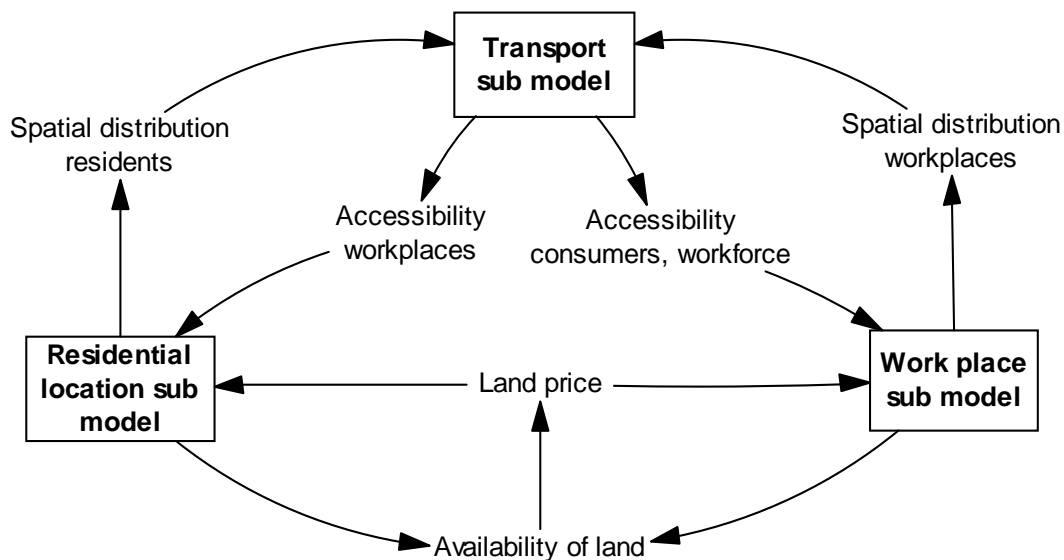 Transport
sub model
Spatial distribution
residents
Spatial distribution
workplaces
Accessibility
workplaces
Accessibility
consumers, workforce
Residential
location sub
model
Land price
Work place
sub model
Availability of land